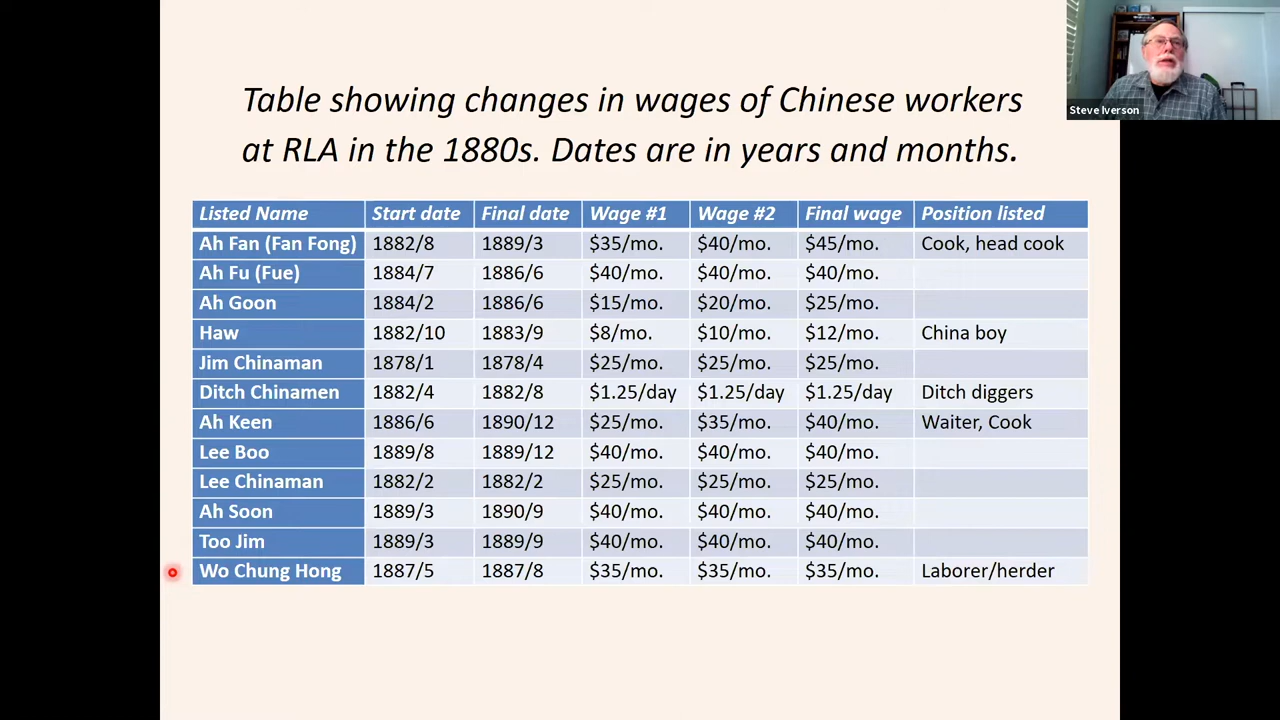 Table showing changes in wages of Chinese workers
at RLA in the 1880s. Dates are in years and months.
Steve Iverson
Listed Name Start date Final date Wage #1 Wage #2 Final wage Position listed
Ah Fan (Fan Fong) 1882/8 1889/3 $35/mo. $40/mo. $45/mo. Cook, head cook
Ah Fu (Fue) 1884/7 1886/6 $40/mo. $40/mo. $40/mo.
Ah Goon 1884/2 1886/6 $15/mo. $20/mo. $25/mo.
Haw 1882/10 1883/9 $8/mo. $10/mo. $12/mo. China boy
Jim Chinaman 1878/1 1878/4 $25/mo. $25/mo. $25/mo.
Ditch Chinamen 1882/4 1882/8 $1.25/day $1.25/day $1.25/day Ditch diggers
Ah Keen 1886/6 1890/12 $25/mo. $35/mo. $40/mo. Waiter, Cook
Lee Boo 1889/8 1889/12 $40/mo. $40/mo. $40/mo.
Lee Chinaman 1882/2 1882/2 $25/mo. $25/mo. $25/mo.
Ah Soon 1889/3 1890/9 $40/mo. $40/mo. $40/mo.
Too Jim 1889/3 1889/9 $40/mo. $40/mo. $40/mo.
Wo Chung Hong 1887/5 1887/8 $35/mo. $35/mo. $35/mo. Laborer/herder